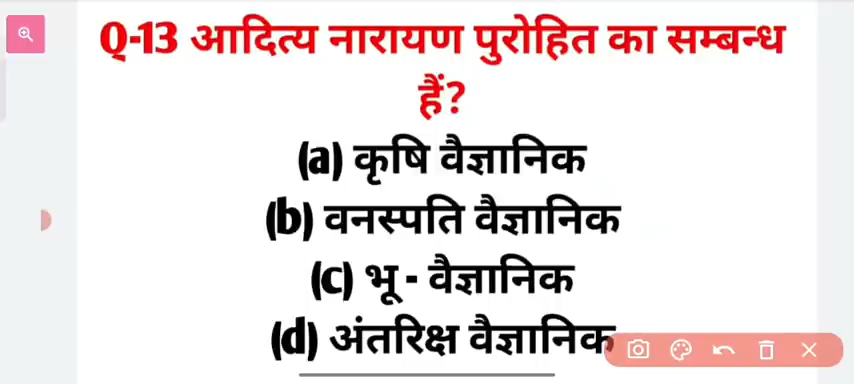 Q-13 आदित्य नारायण पुरोहित का सम्बन्ध
हैं?
(a) कृषि वैज्ञानिक
(b) वनस्पति वैज्ञानिक
(c) भू - वैज्ञानिक
(d) अंतरिक्ष वैज्ञानिक